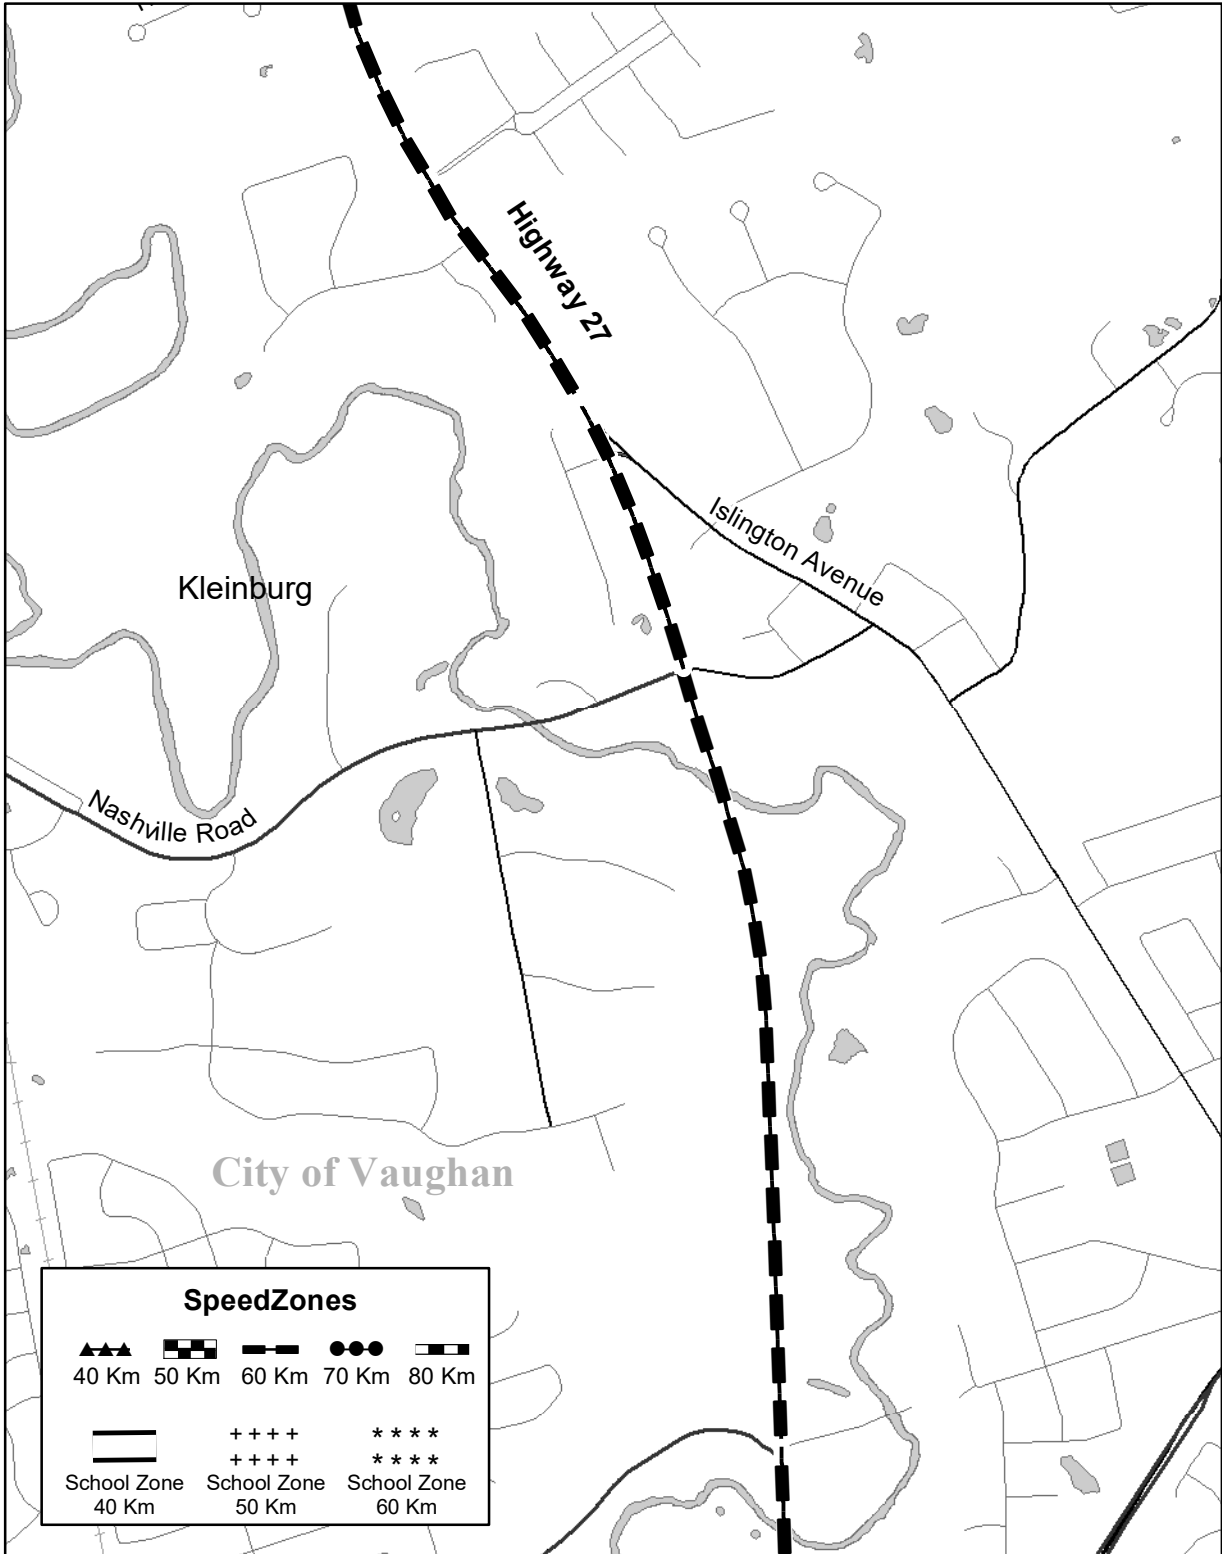 Highway 27
Islington Avenue
Kleinburg
Nashville Road
City of Vaughan
SpeedZones
40 Km 50 Km 60 Km 70 Km 80 Km
School Zone School Zone School Zone
40 Km 50 Km 60 Km